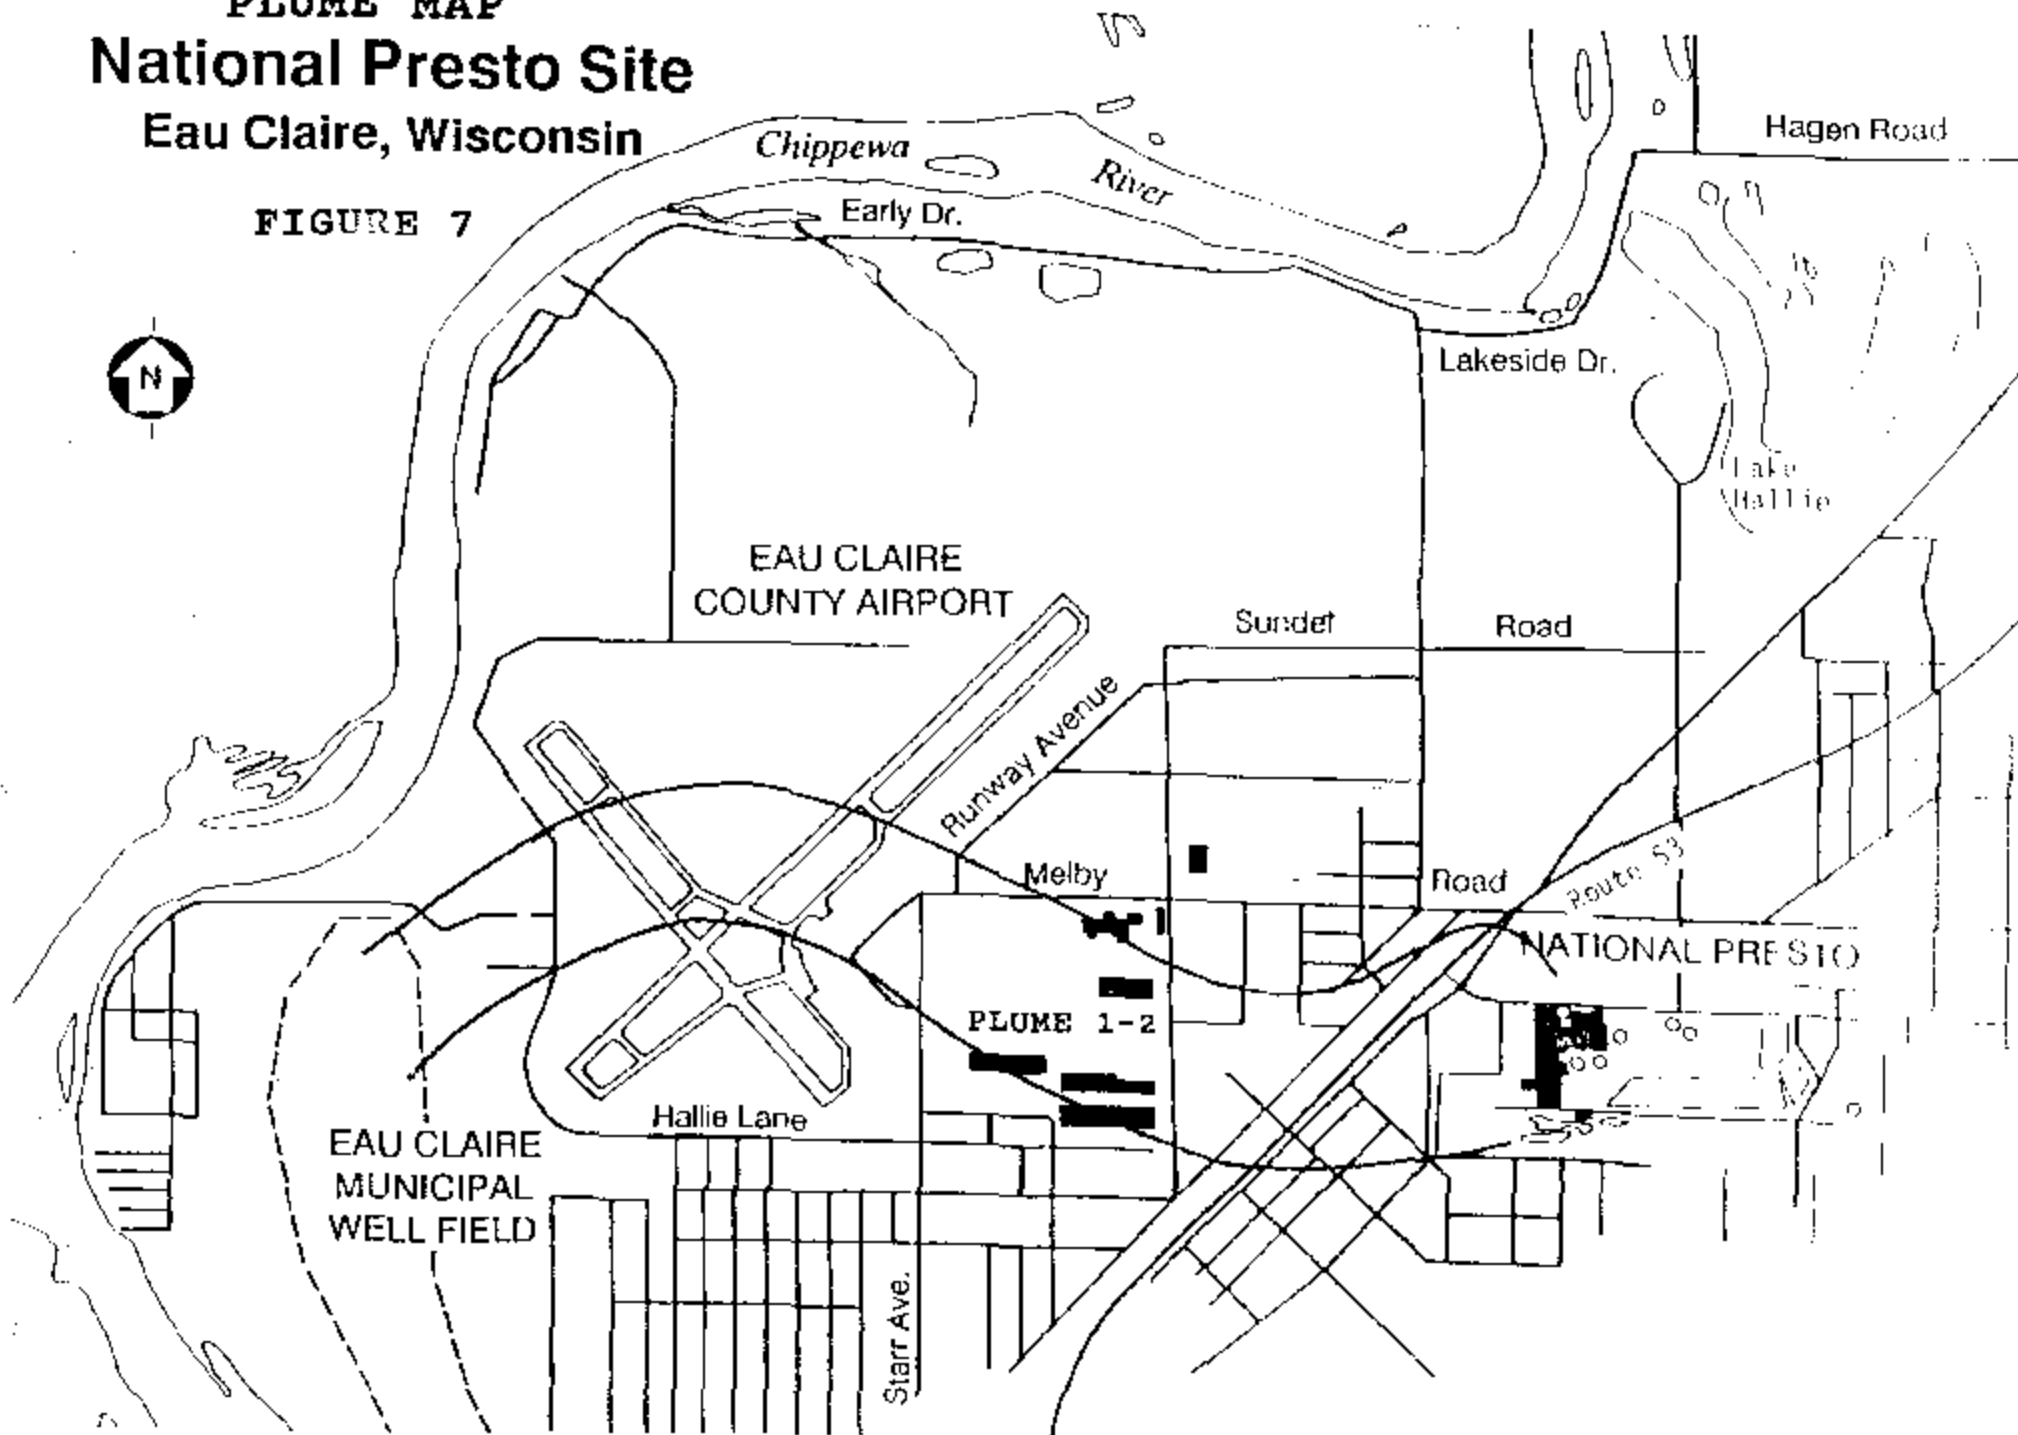 PLUME MAP
National Presto Site
Eau Claire, Wisconsin
FIGURE 7
Chippewa
River
Early Dr.
Hagen Road
N
Lakeside Dr.
Lake
Hallie
EAU CLAIRE
COUNTY AIRPORT
Sundet Road
Runway Avenue
Melby Road
Route 53
NATIONAL PRESTO
PLUME 1-2
Hallie Lane
EAU CLAIRE
MUNICIPAL
WELL FIELD
Starr Ave.